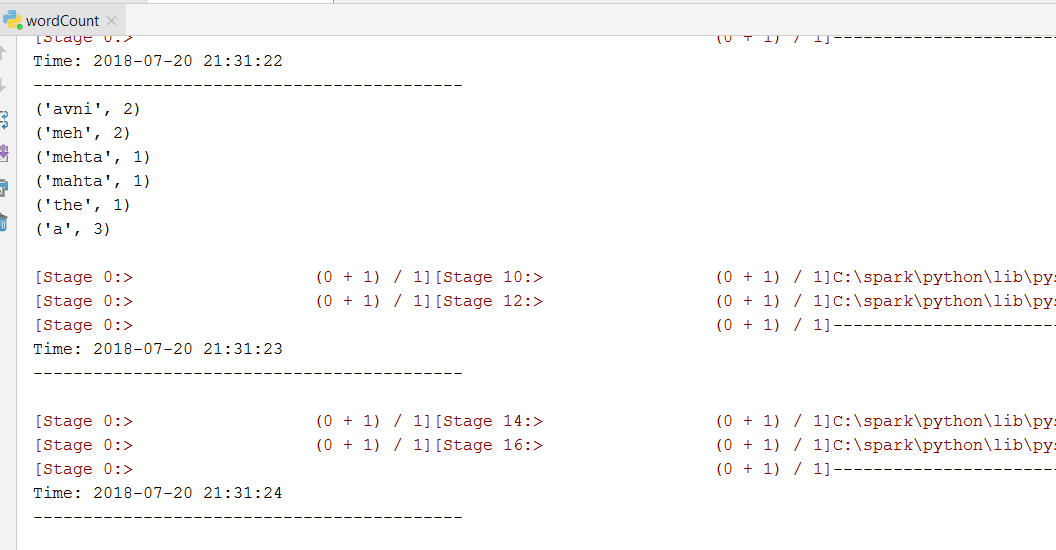 wordCount
[Stage 0:> (0 + 1) / 1]-----------------------
Time: 2018-07-20 21:31:22
-------------------------------------------
('avni', 2)
('meh', 2)
('mehta', 1)
('mahta', 1)
('the', 1)
('a', 3)
[Stage 0:> (0 + 1) / 1][Stage 10:> (0 + 1) / 1]C:\spark\python\lib\pys
[Stage 0:> (0 + 1) / 1][Stage 12:> (0 + 1) / 1]C:\spark\python\lib\pys
[Stage 0:> (0 + 1) / 1]-----------------------
Time: 2018-07-20 21:31:23
-------------------------------------------
[Stage 0:> (0 + 1) / 1][Stage 14:> (0 + 1) / 1]C:\spark\python\lib\pys
[Stage 0:> (0 + 1) / 1][Stage 16:> (0 + 1) / 1]C:\spark\python\lib\pys
[Stage 0:> (0 + 1) / 1]-----------------------
Time: 2018-07-20 21:31:24
-------------------------------------------